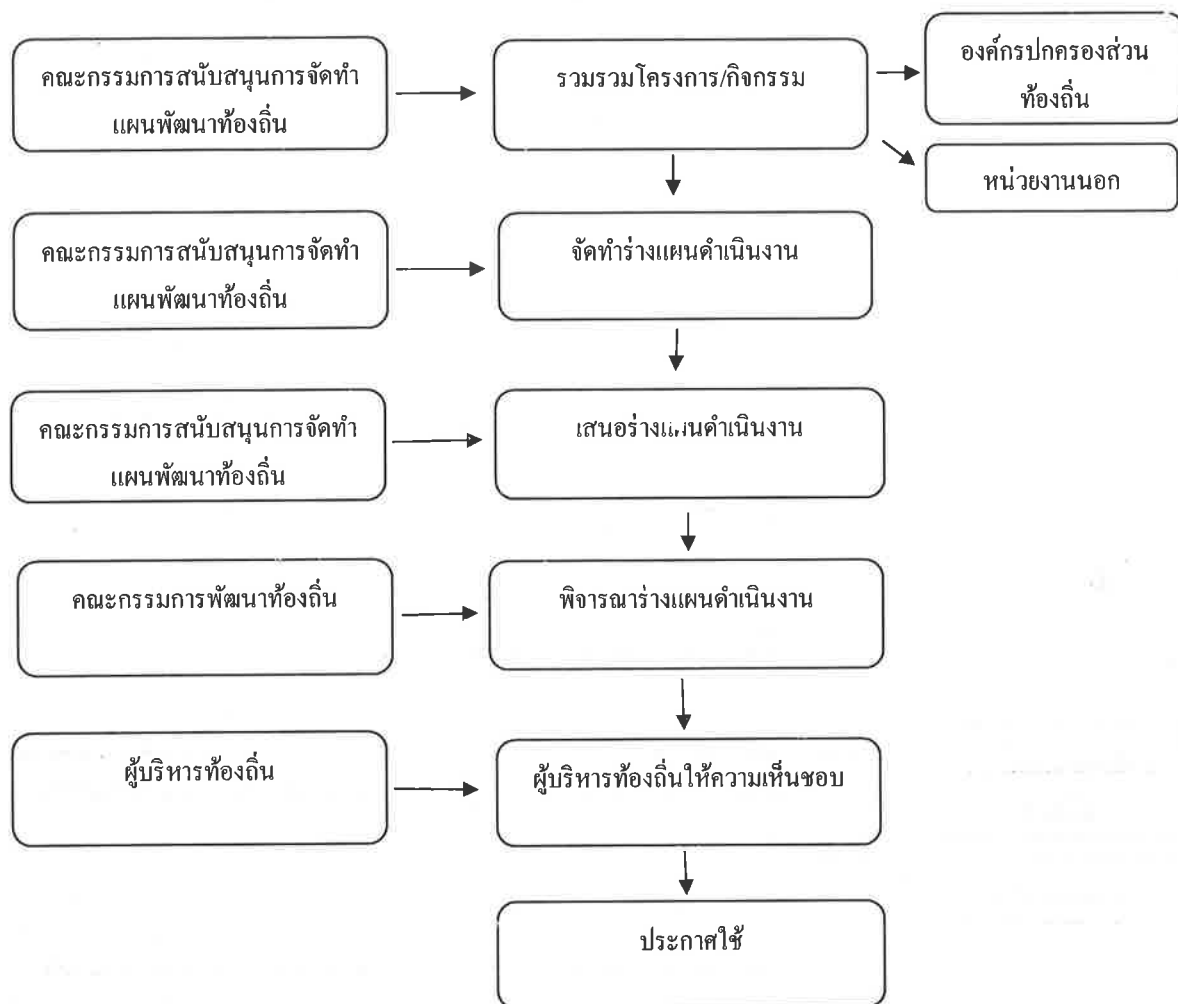 คณะกรรมการสนับสนุนการจัดทำ
แผนพัฒนาท้องถิ่น
รวมรวมโครงการ/กิจกรรม
องค์กรปกครองส่วน
ท้องถิ่น
หน่วยงานนอก
คณะกรรมการสนับสนุนการจัดทำ
แผนพัฒนาท้องถิ่น
จัดทำร่างแผนดำเนินงาน
คณะกรรมการสนับสนุนการจัดทำ
แผนพัฒนาท้องถิ่น
เสนอร่างแผนดำเนินงาน
คณะกรรมการพัฒนาท้องถิ่น
พิจารณาร่างแผนดำเนินงาน
ผู้บริหารท้องถิ่น
ผู้บริหารท้องถิ่นให้ความเห็นชอบ
ประกาศใช้